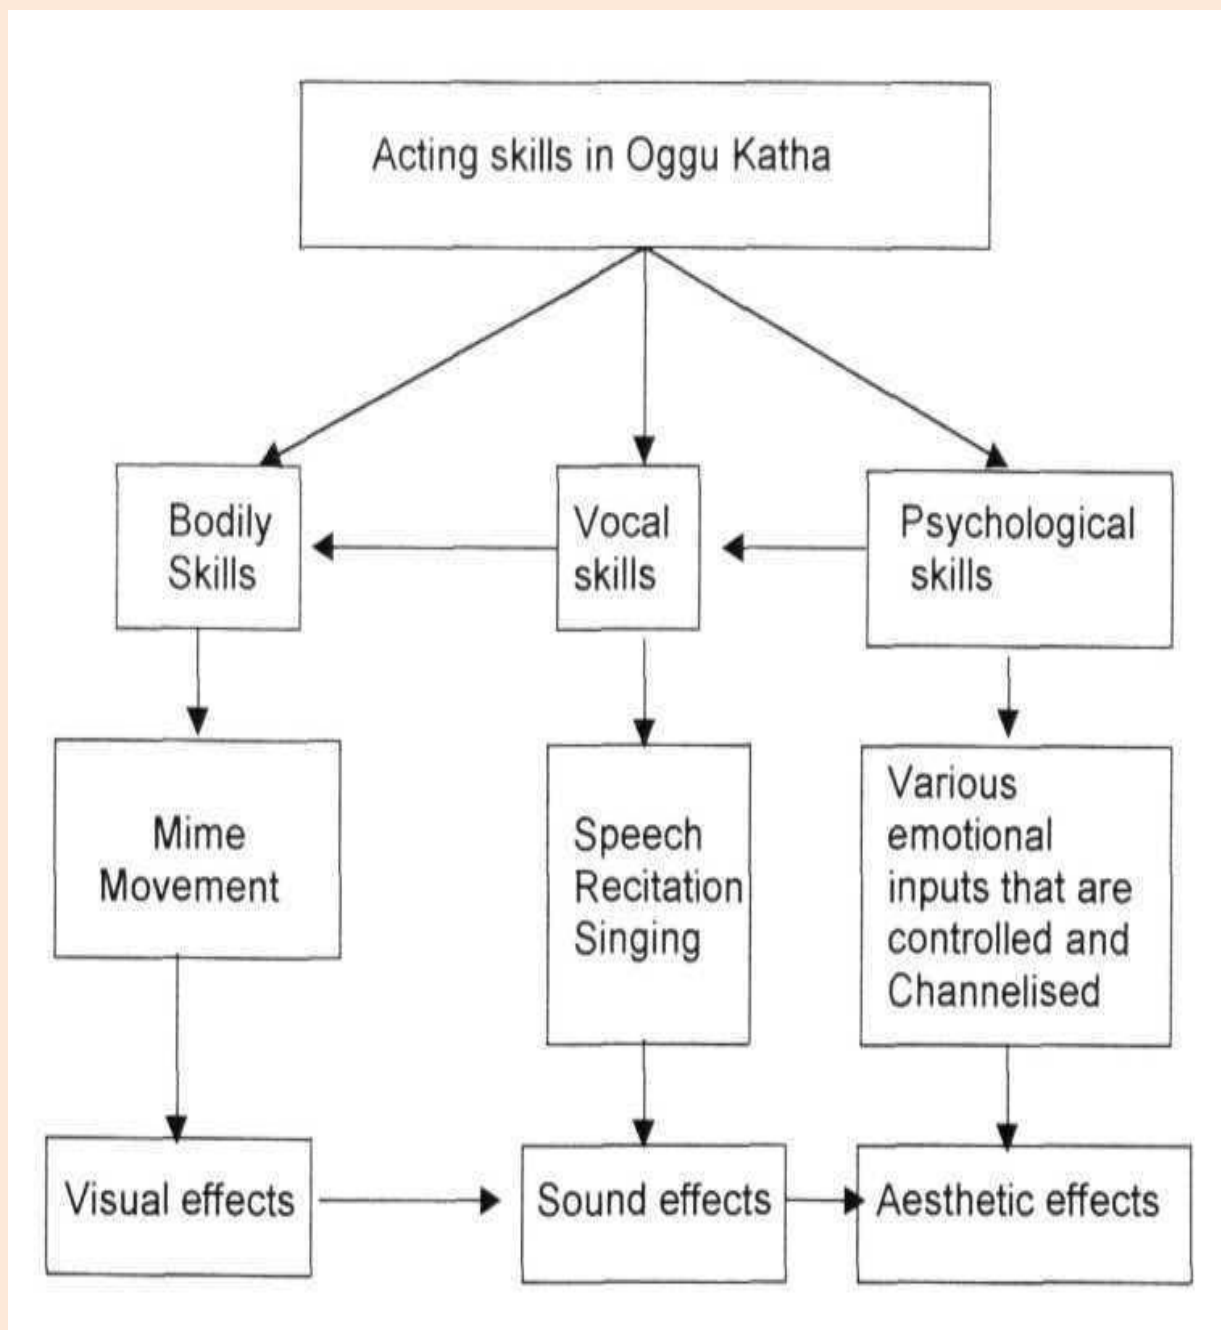 Acting skills in Oggu Katha
Bodily
Skills
Vocal
skills
Psychological
skills
Mime
Movement
Speech
Recitation
Singing
Various
emotional
inputs that are
controlled and
Channelised
Visual effects
Sound effects
Aesthetic effects